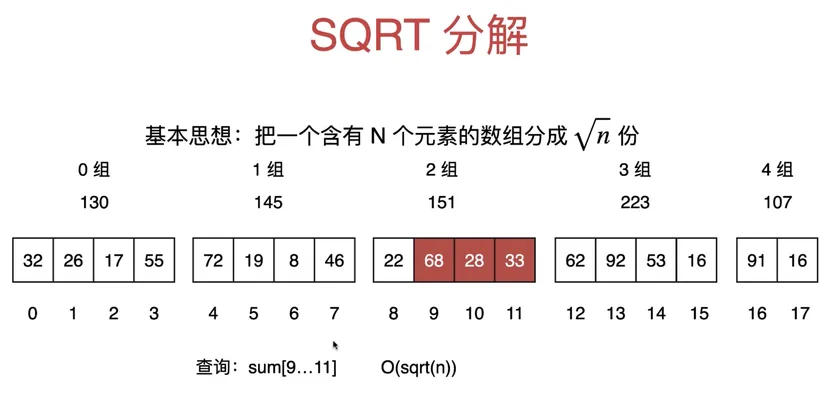 SQRT 分解
基本思想：把一个含有 N 个元素的数组分成 √n 份
0 组 1 组 2 组 3 组 4 组
130 145 151 223 107
32 26 17 55 72 19 8 46 22 68 28 33 62 92 53 16 91 16
0 1 2 3 4 5 6 7 8 9 10 11 12 13 14 15 16 17
查询：sum[9…11] O(sqrt(n))